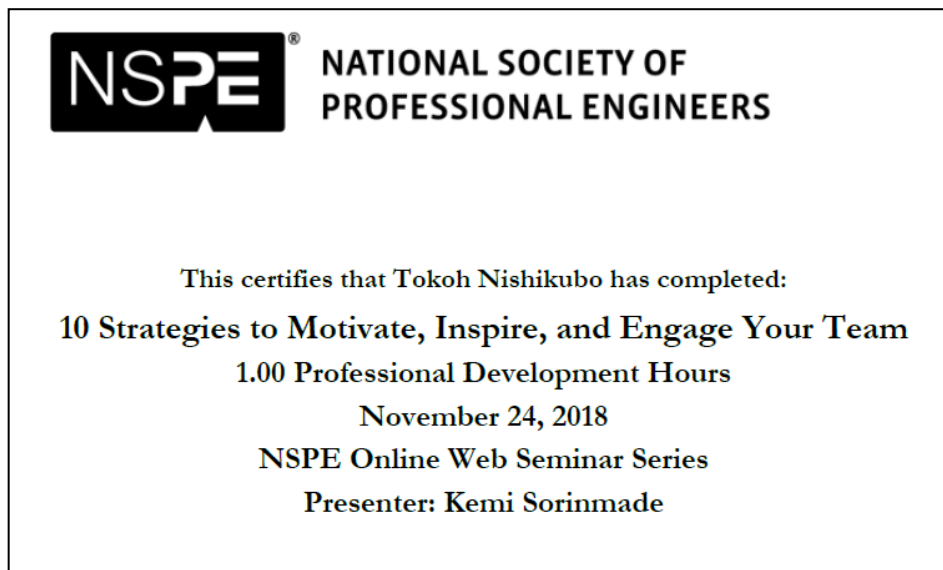 NSPE®
NATIONAL SOCIETY OF
PROFESSIONAL ENGINEERS
This certifies that Tokoh Nishikubo has completed:
10 Strategies to Motivate, Inspire, and Engage Your Team
1.00 Professional Development Hours
November 24, 2018
NSPE Online Web Seminar Series
Presenter: Kemi Sorinmade